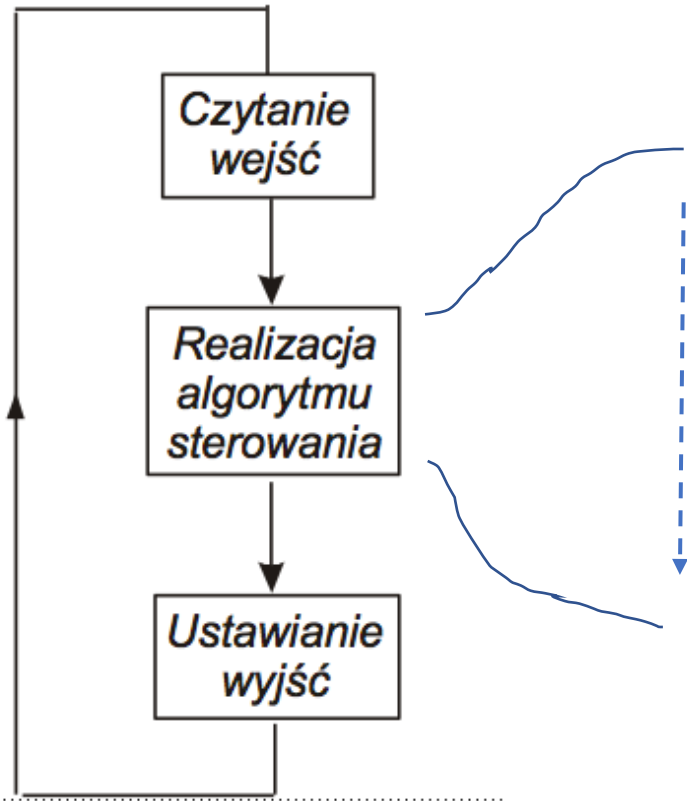 Czytanie
wejść
Realizacja
algorytmu
sterowania
Ustawianie
wyjść